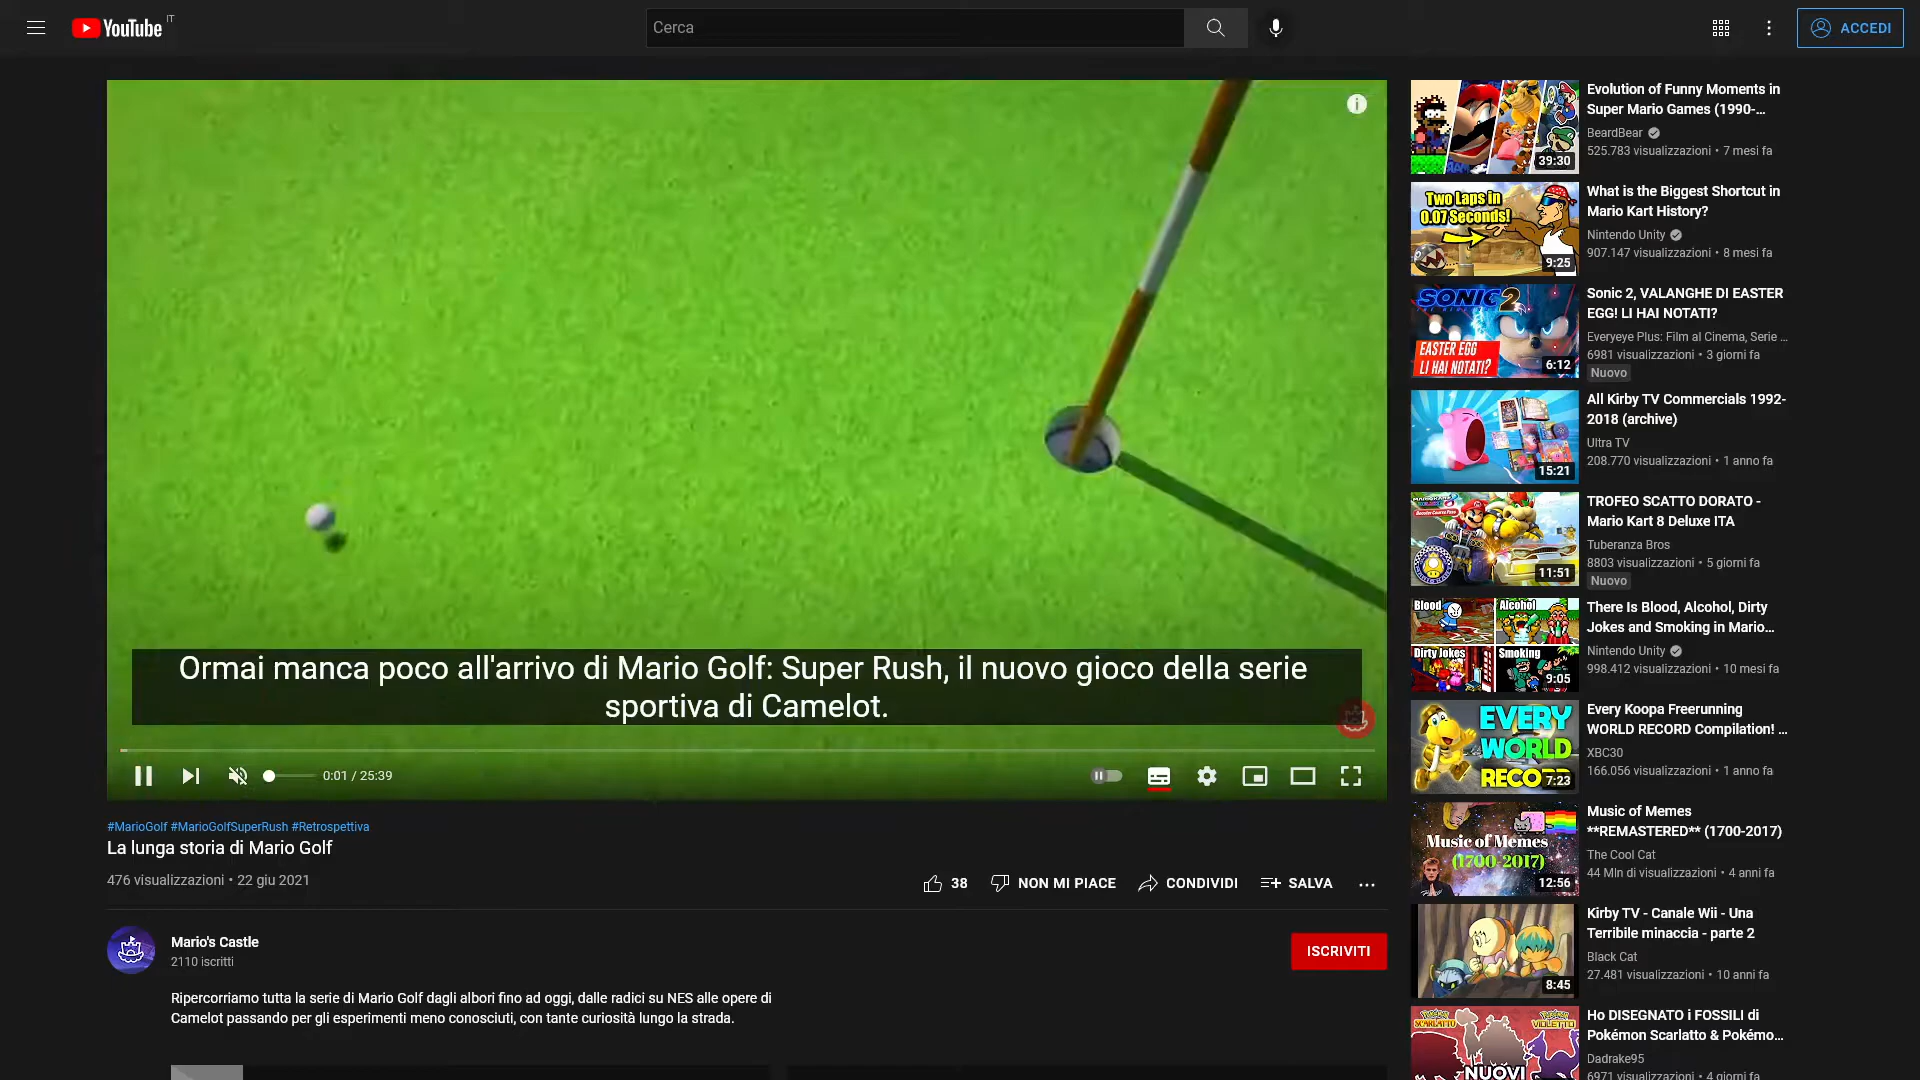 YouTube IT
Cerca
ACCEDI
Ormai manca poco all'arrivo di Mario Golf: Super Rush, il nuovo gioco della serie
sportiva di Camelot.
0:01 / 25:39
#MarioGolf #MarioGolfSuperRush #Retrospettiva
La lunga storia di Mario Golf
476 visualizzazioni • 22 giu 2021
38
NON MI PIACE
CONDIVIDI
SALVA
Mario's Castle
2110 iscritti
ISCRIVITI
Ripercorriamo tutta la serie di Mario Golf dagli albori fino ad oggi, dalle radici su NES alle opere di
Camelot passando per gli esperimenti meno conosciuti, con tante curiosità lungo la strada.
39:30
Evolution of Funny Moments in
Super Mario Games (1990-...
BeardBear
525.783 visualizzazioni • 7 mesi fa
Two Laps in
0.07 Seconds!
9:25
What is the Biggest Shortcut in
Mario Kart History?
Nintendo Unity
907.147 visualizzazioni • 8 mesi fa
SONIC 2
EASTER EGG
LI HAI NOTATI?
6:12
Sonic 2, VALANGHE DI EASTER
EGG! LI HAI NOTATI?
Everyeye Plus: Film al Cinema, Serie ...
6981 visualizzazioni • 3 giorni fa
Nuovo
15:21
All Kirby TV Commercials 1992-
2018 (archive)
Ultra TV
208.770 visualizzazioni • 1 anno fa
11:51
TROFEO SCATTO DORATO -
Mario Kart 8 Deluxe ITA
Tuberanza Bros
8803 visualizzazioni • 5 giorni fa
Nuovo
Blood
Alcohol
Dirty Jokes
Smoking
9:05
There Is Blood, Alcohol, Dirty
Jokes and Smoking in Mario...
Nintendo Unity
998.412 visualizzazioni • 10 mesi fa
EVERY
WORLD
RECORD
7:23
Every Koopa Freerunning
WORLD RECORD Compilation! ...
XBC30
166.056 visualizzazioni • 1 anno fa
Music of Memes
(1700-2017)
12:56
Music of Memes
**REMASTERED** (1700-2017)
The Cool Cat
44 Mln di visualizzazioni • 4 anni fa
8:45
Kirby TV - Canale Wii - Una
Terribile minaccia - parte 2
Black Cat
27.481 visualizzazioni • 10 anni fa
SCARLATTO
VIOLETTO
NUOVI
Ho DISEGNATO i FOSSILI di
Pokémon Scarlatto & Pokémo...
Dadrake95
6971 visualizzazioni • 4 giorni fa